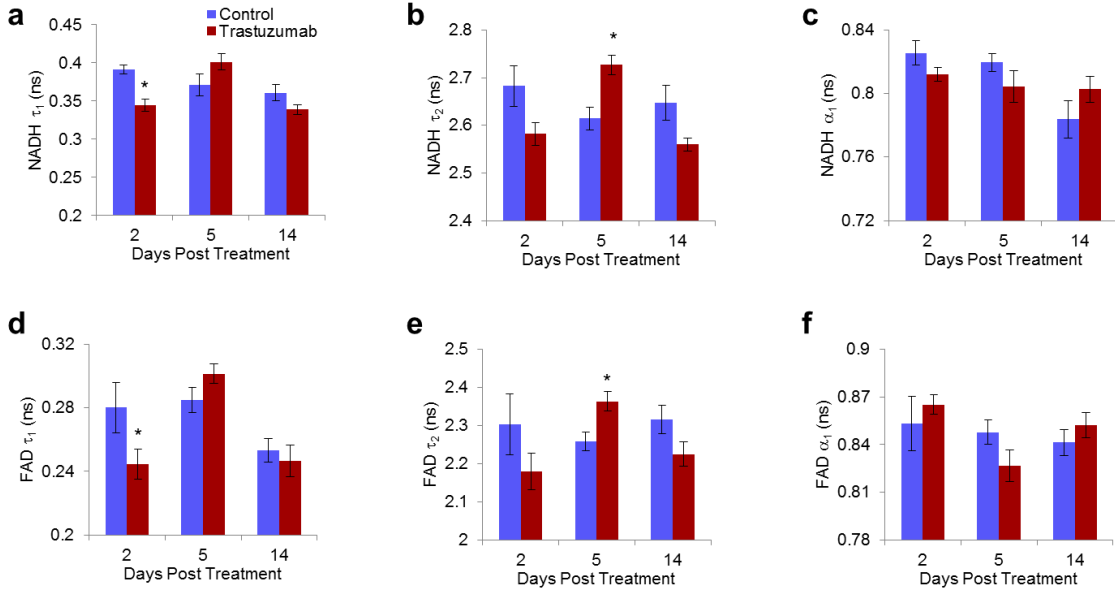 a
Control
Trastuzumab
NADH τ1 (ns)
0.45
0.4
0.35
0.3
0.25
0.2
*
2 5 14
Days Post Treatment
b
NADH τ2 (ns)
2.8
2.7
2.6
2.5
2.4
*
2 5 14
Days Post Treatment
c
NADH α1 (ns)
0.84
0.8
0.76
0.72
2 5 14
Days Post Treatment
d
FAD τ1 (ns)
0.32
0.28
0.24
0.2
*
2 5 14
Days Post Treatment
e
FAD τ2 (ns)
2.5
2.4
2.3
2.2
2.1
2
*
2 5 14
Days Post Treatment
f
FAD α1 (ns)
0.9
0.87
0.84
0.81
0.78
2 5 14
Days Post Treatment